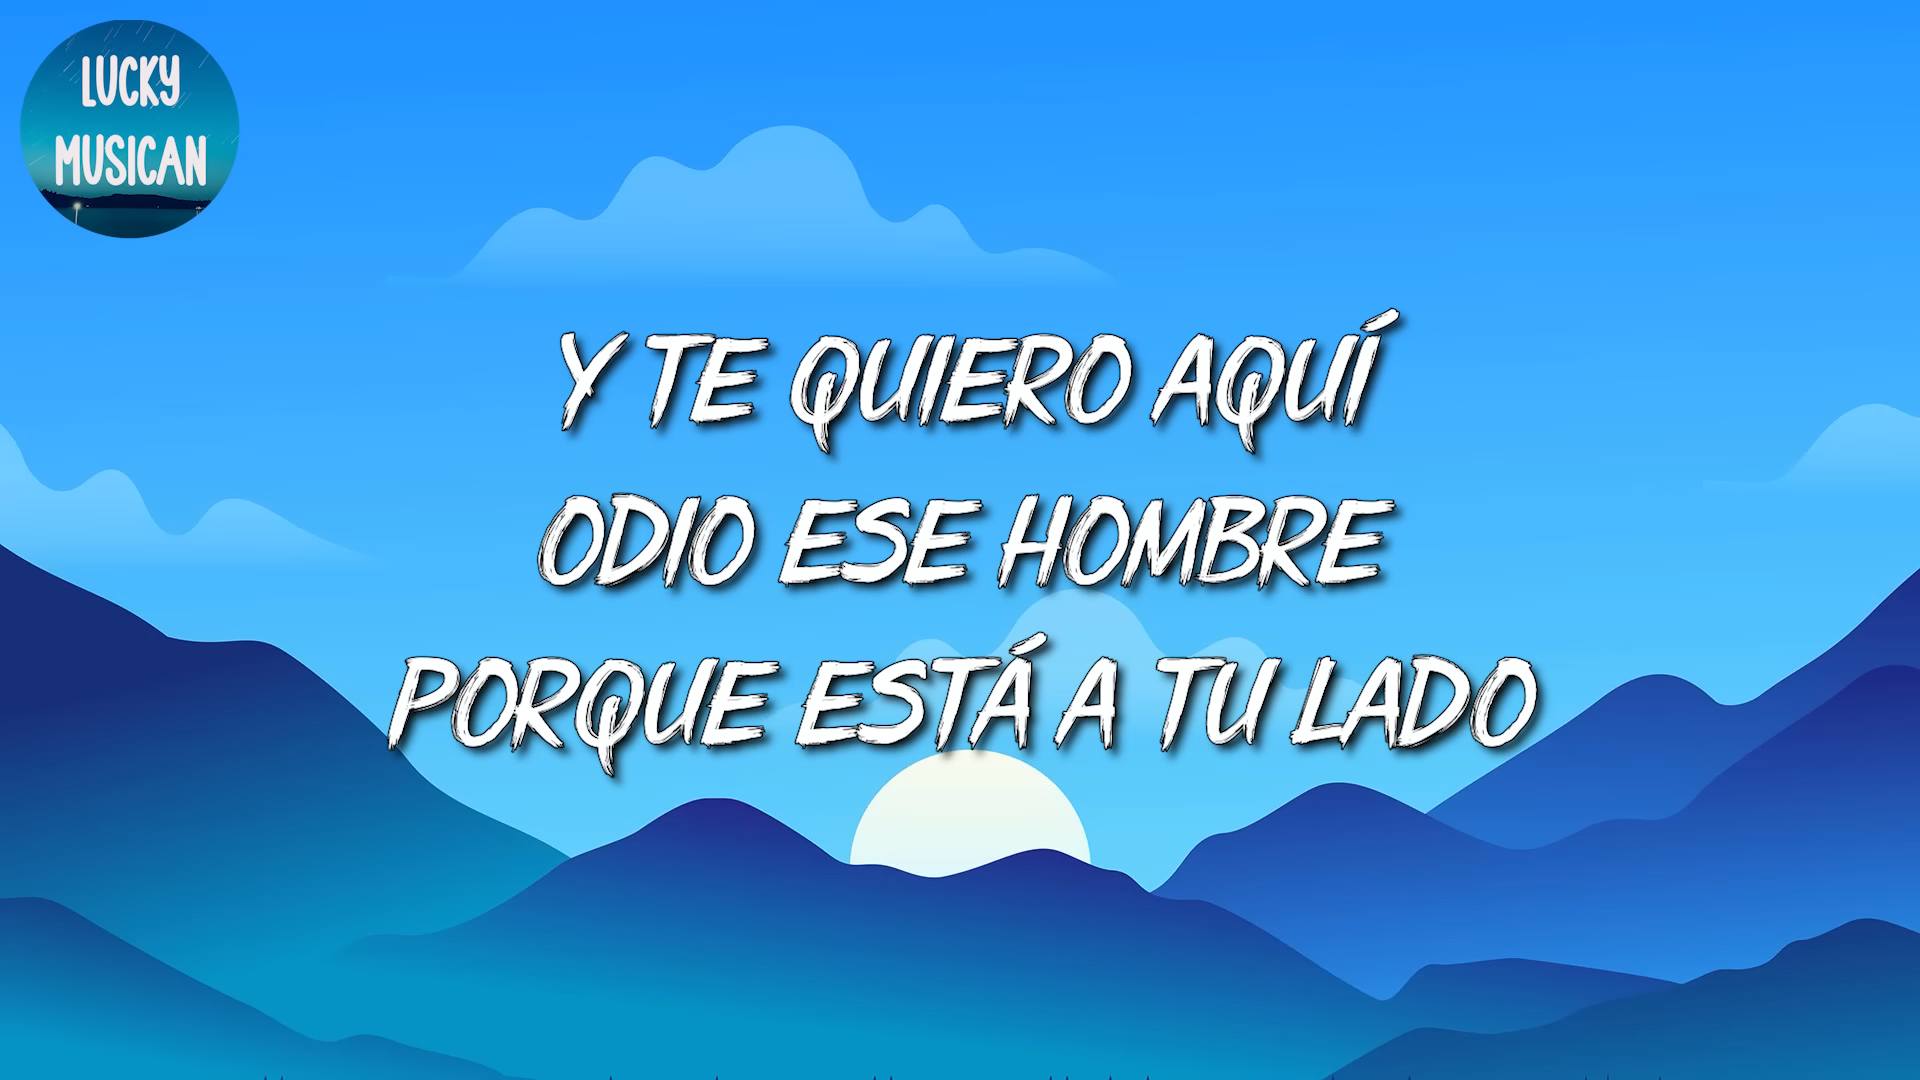 LUCKY
MUSICAN
Y TE QUIERO AQUÍ
ODIO ESE HOMBRE
PORQUE ESTÁ A TU LADO